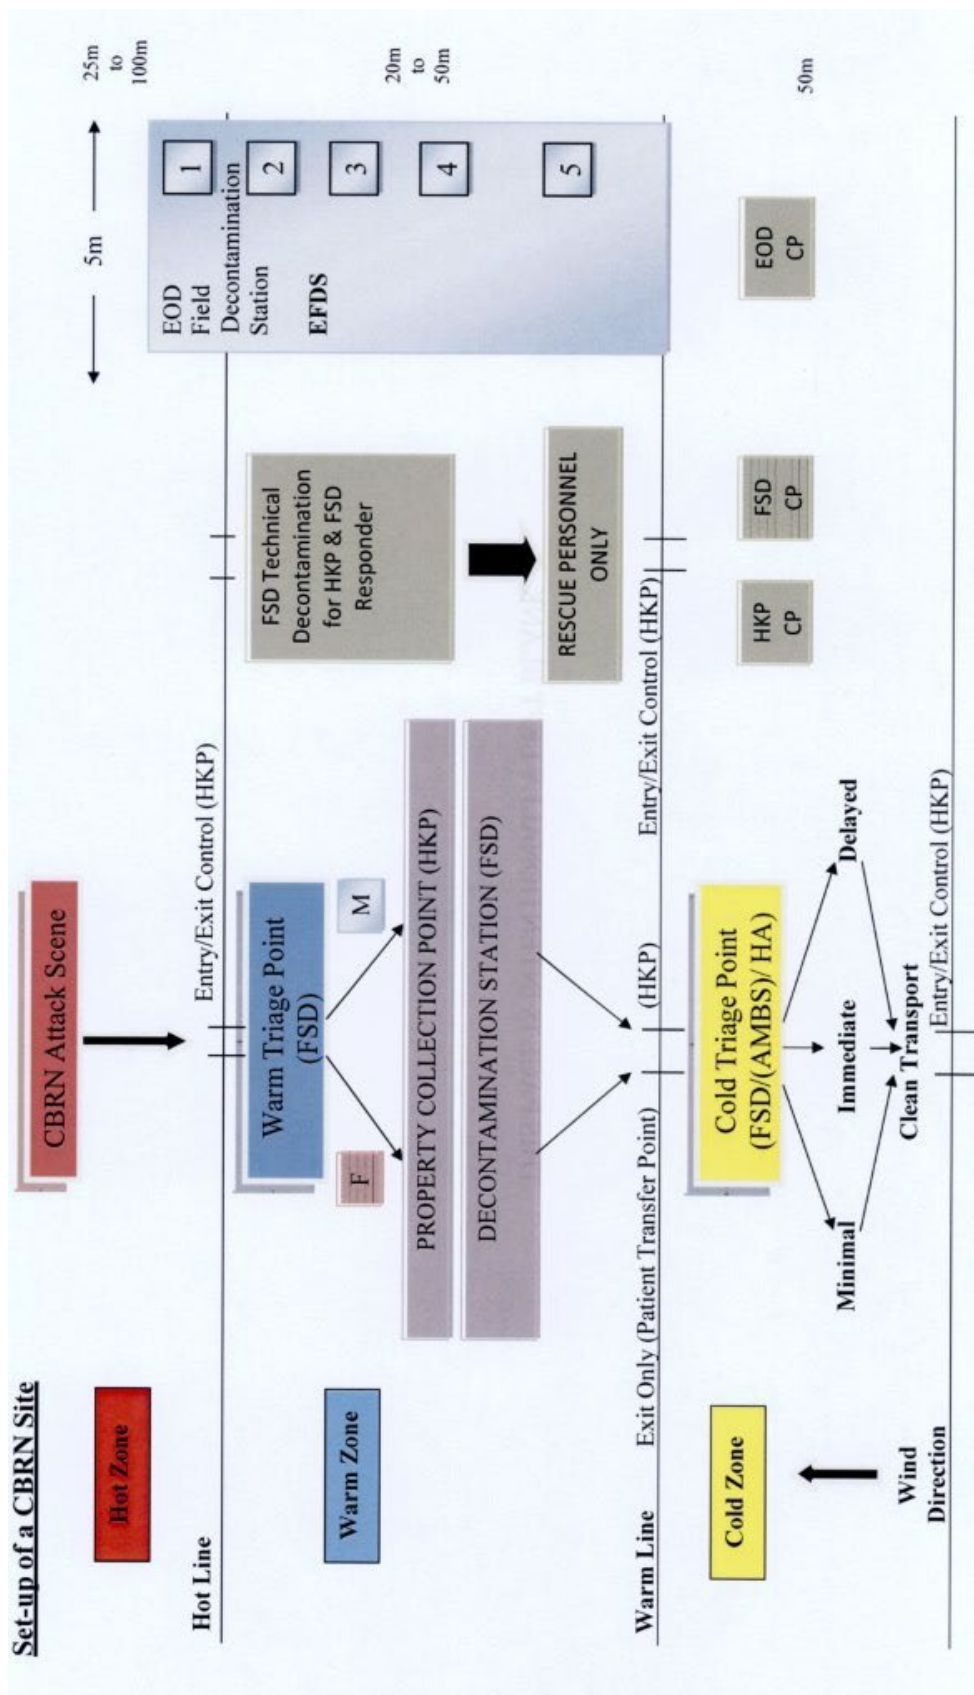 Set-up of a CBRN Site
CBRN Attack Scene
Hot Zone
25m
to
100m
5m
Hot Line
Entry/Exit Control (HKP)
EOD
Field
Decontamination
Station
EFDS
1
2
3
4
5
Warm Zone
Warm Triage Point
(FSD)
F
M
PROPERTY COLLECTION POINT (HKP)
DECONTAMINATION STATION (FSD)
FSD Technical
Decontamination
for HKP & FSD
Responder
RESCUE PERSONNEL
ONLY
20m
to
50m
Warm Line
Exit Only (Patient Transfer Point)
(HKP)
Entry/Exit Control (HKP)
Cold Zone
Cold Triage Point
(FSD/(AMBS)/ HA)
HKP
CP
FSD
CP
EOD
CP
50m
Minimal
Immediate
Delayed
Clean Transport
Wind
Direction
Entry/Exit Control (HKP)